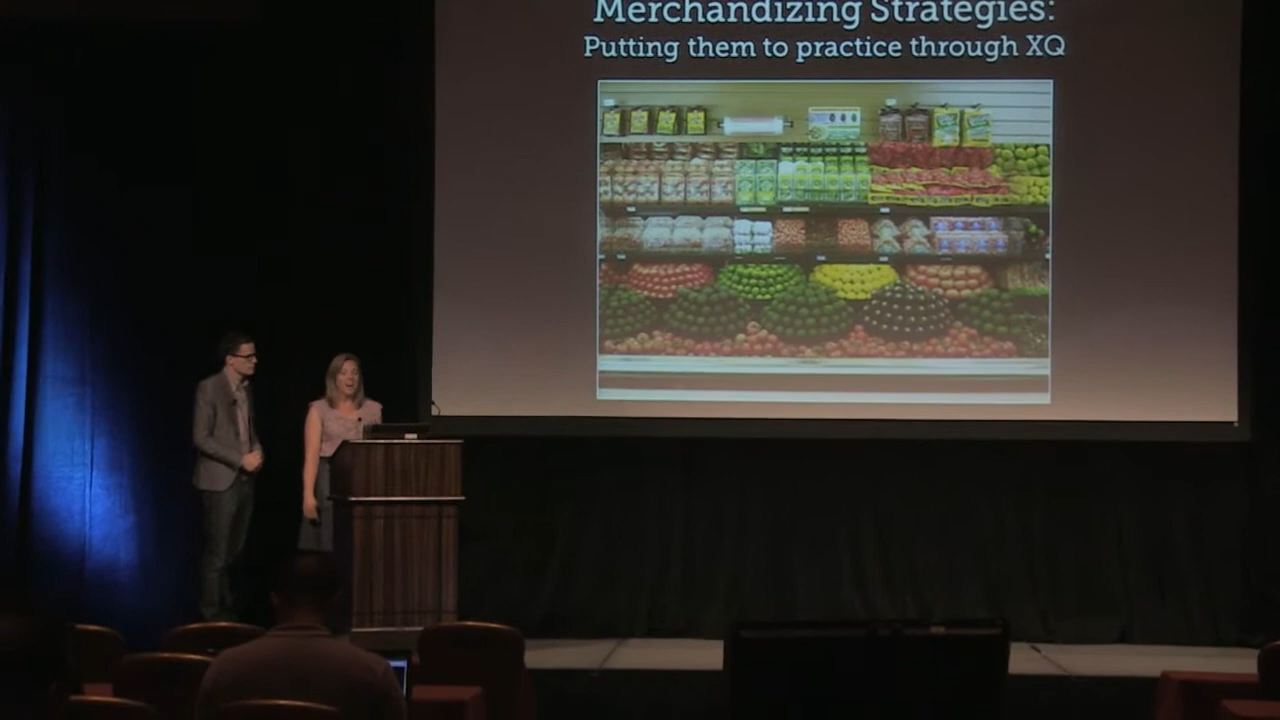 Merchandizing Strategies:
Putting them to practice through XQ